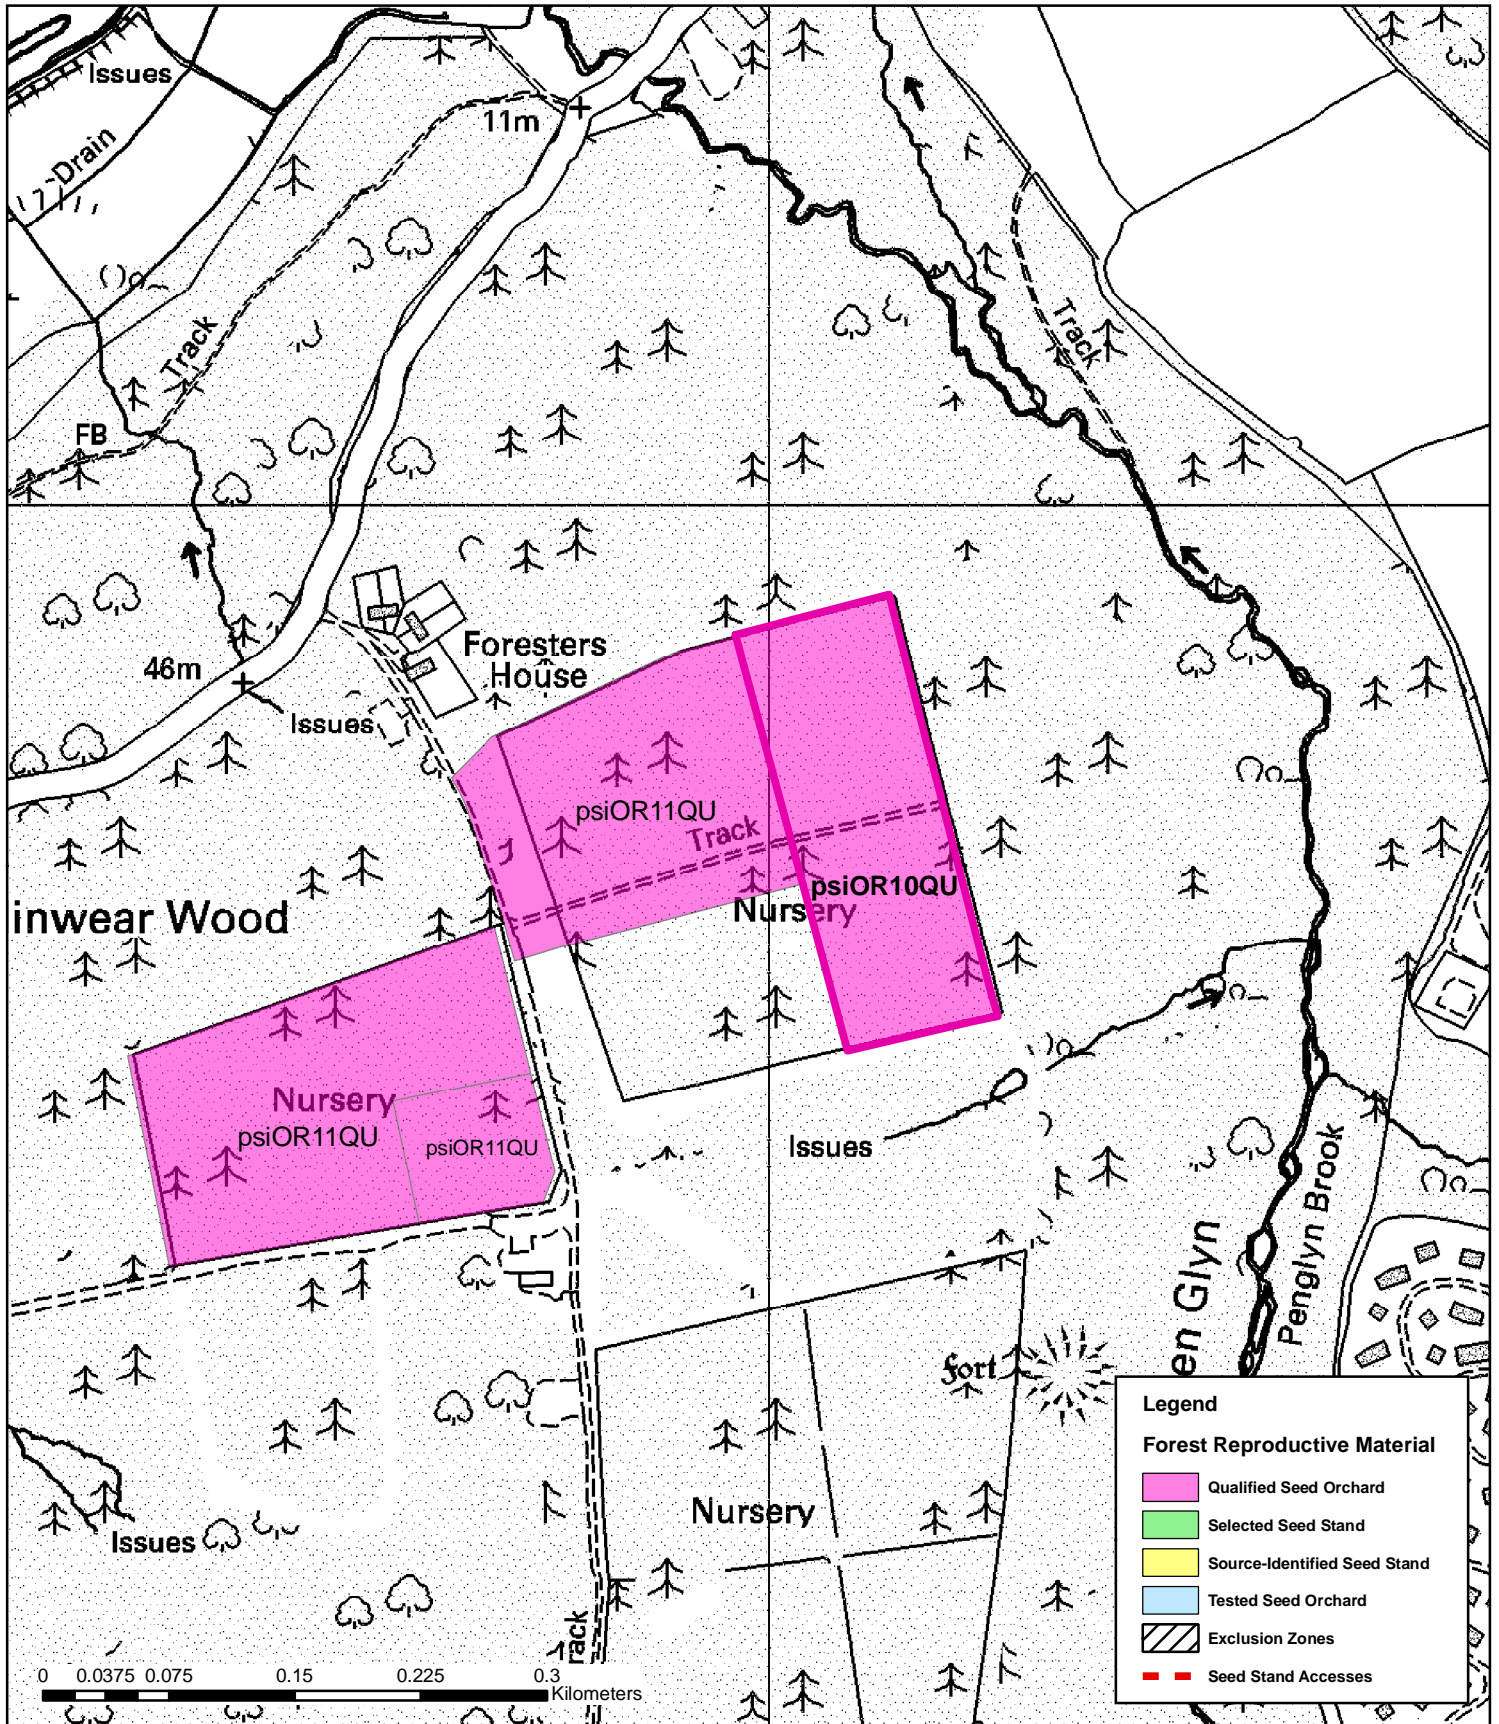 Issues
Drain
11m
Track
Track
FB
Foresters
House
46m
Issues
psiOR11QU
Track
psiOR10QU
Nursery
inwear Wood
Nursery
psiOR11QU
psiOR11QU
Issues
Penglyn Brook
en Glyn
fort
Nursery
Issues
rack
Legend
Forest Reproductive Material
Qualified Seed Orchard
Selected Seed Stand
Source-Identified Seed Stand
Tested Seed Orchard
Exclusion Zones
Seed Stand Accesses
0 0.0375 0.075 0.15 0.225 0.3
Kilometers